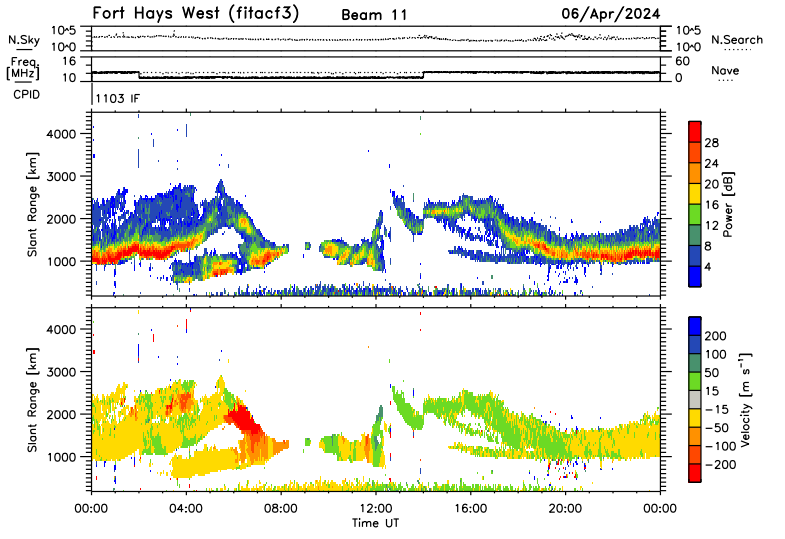 Fort Hays West (fitacf3) Beam 11 06/Apr/2024
N.Sky 10^5 10^0 10^5 10^0 N.Search
Freq. [MHz] 16 10 60 0 Nave
CPID 1103 IF
Slant Range [km] 4000 3000 2000 1000
Power [dB] 28 24 20 16 12 8 4
Slant Range [km] 4000 3000 2000 1000
Velocity [m s⁻¹] 200 100 50 15 −15 −50 −100 −200
00:00 04:00 08:00 12:00 16:00 20:00 00:00
Time UT